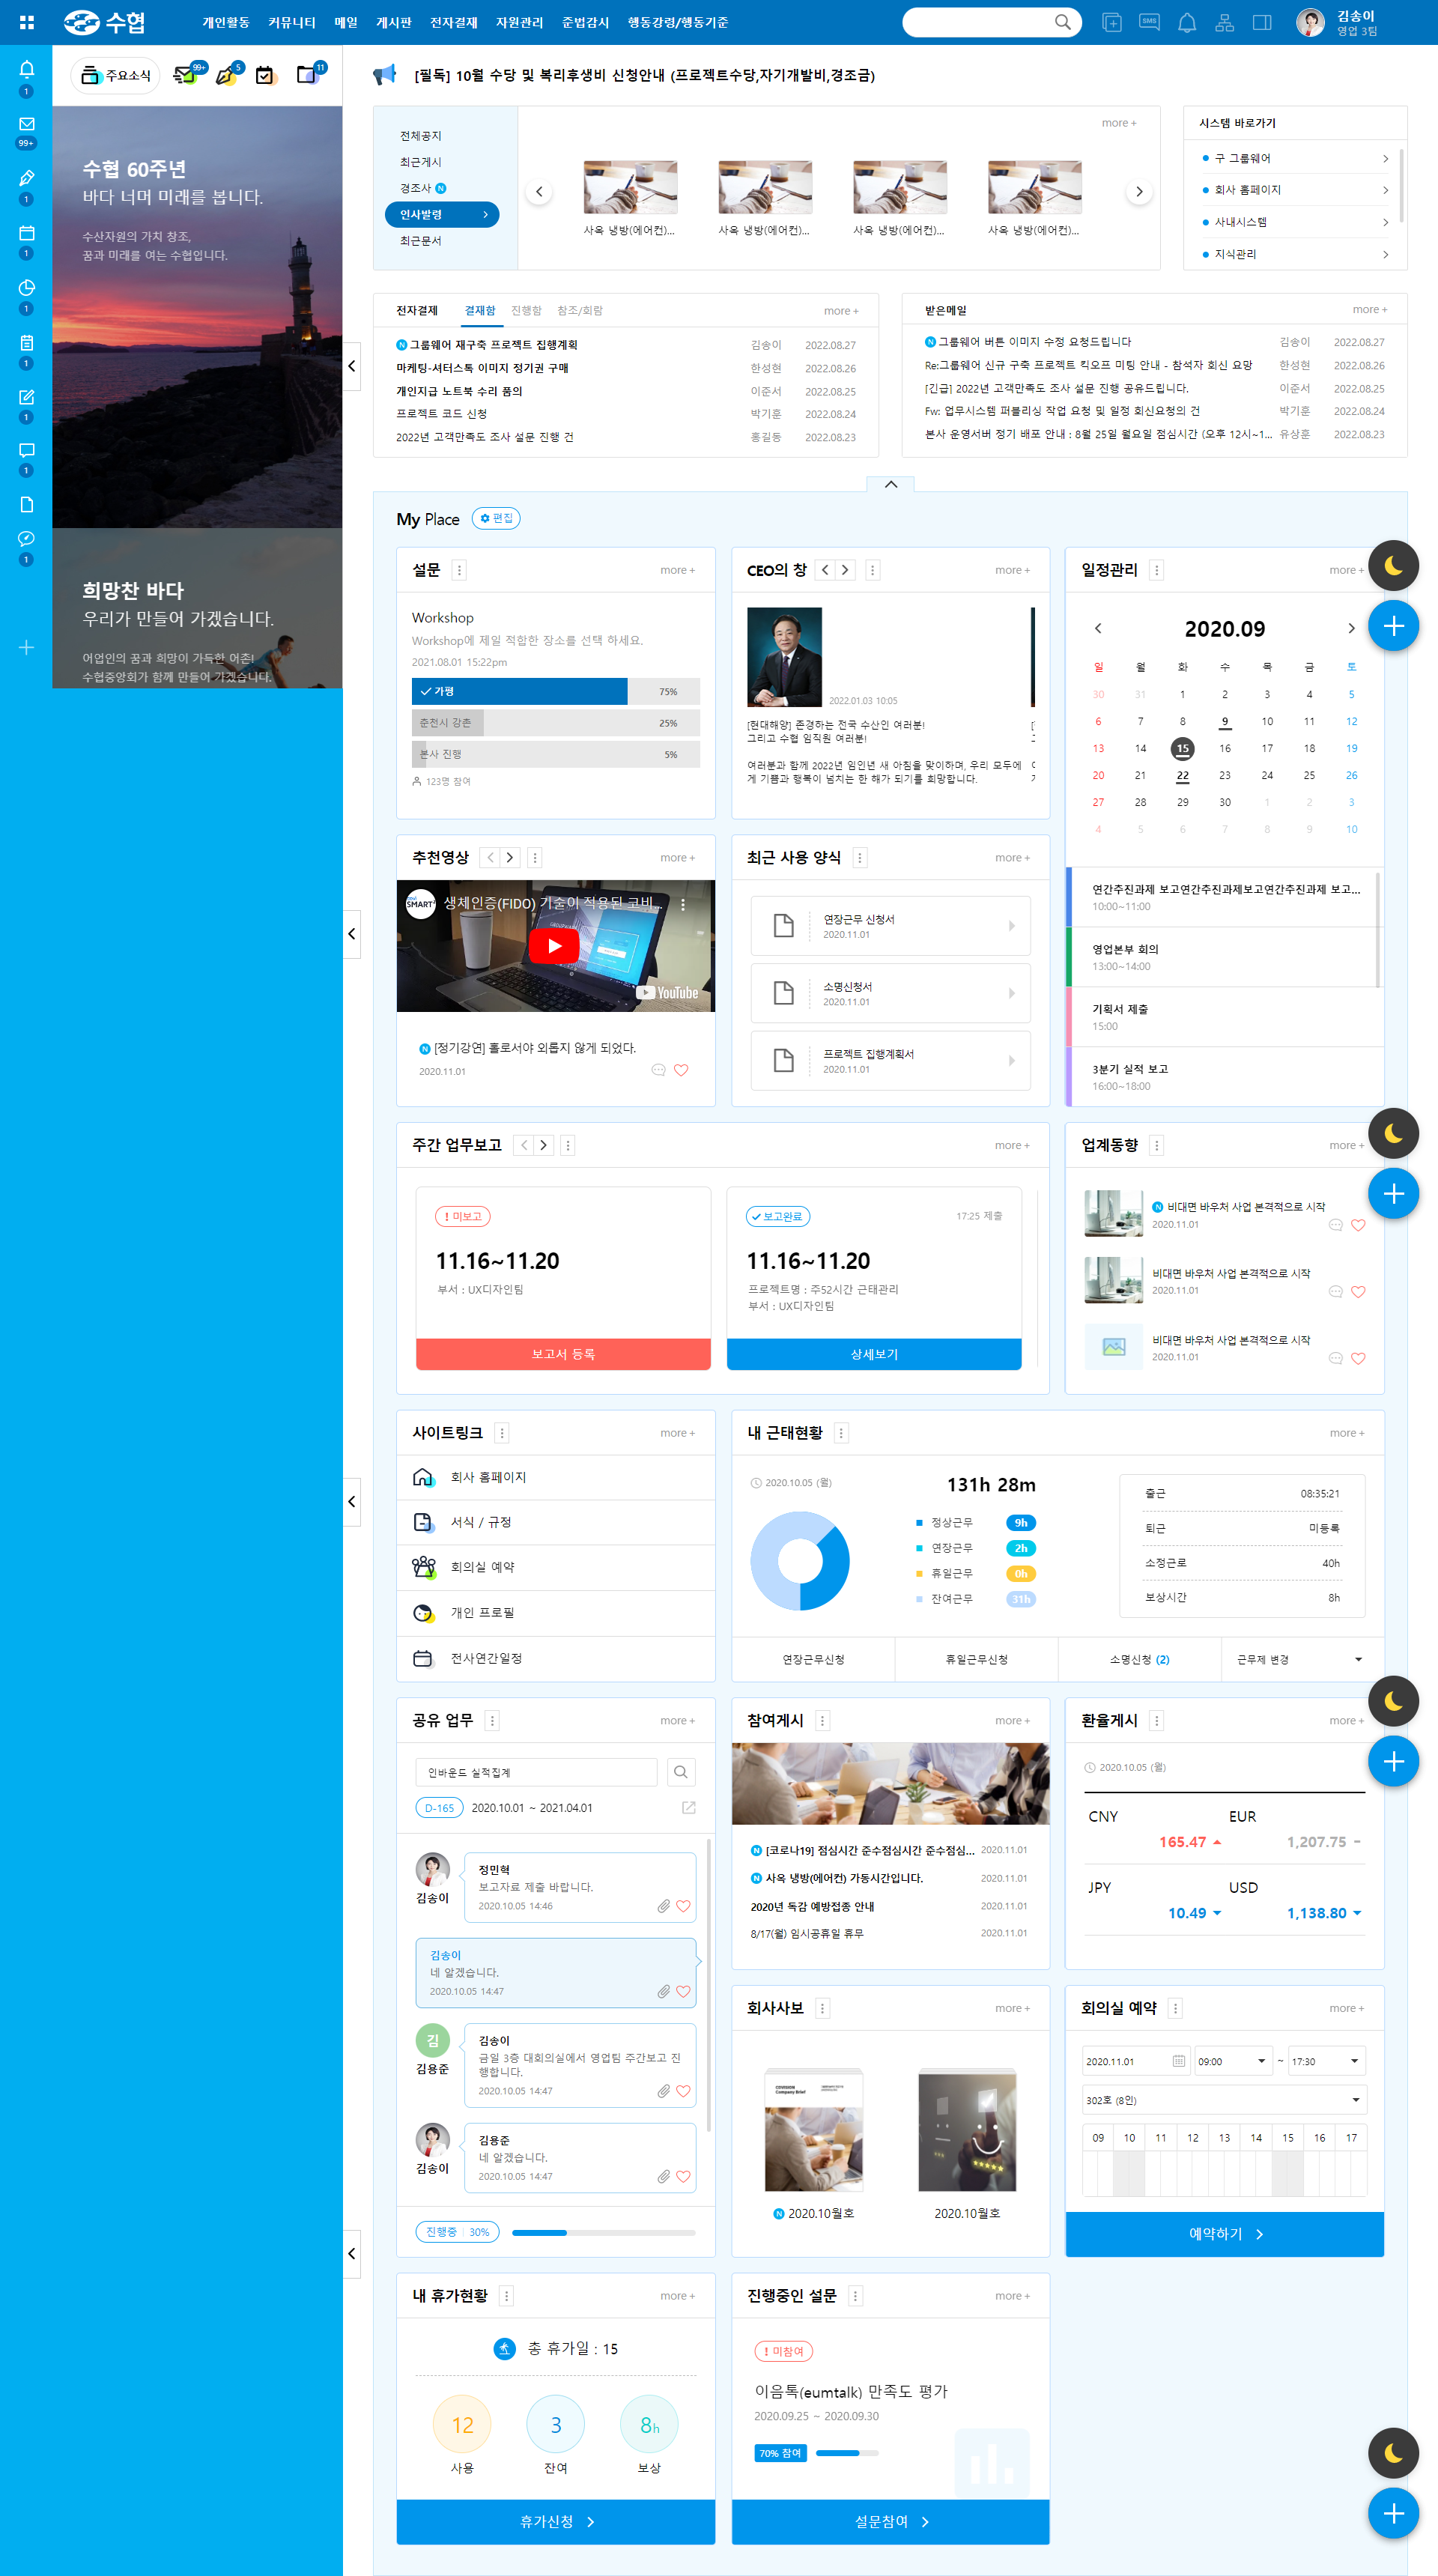 수협
개인활동 커뮤니티 메일 게시판 전자결재 자원관리 준법감시 행동강령/행동기준
SMS
김송이
영업 3팀
1
99+
1
1
1
1
1
1
1
주요소식
99+
5
11
수협 60주년
바다 너머 미래를 봅니다.
수산자원의 가치 창조,
꿈과 미래를 여는 수협입니다.
희망찬 바다
우리가 만들어 가겠습니다.
어업인의 꿈과 희망이 가득한 어촌!
수협중앙회가 함께 만들어 가겠습니다.
[필독] 10월 수당 및 복리후생비 신청안내 (프로젝트수당,자기개발비,경조금)
전체공지
최근게시
경조사 N
인사발령
최근문서
more +
사옥 냉방(에어컨)...
사옥 냉방(에어컨)...
사옥 냉방(에어컨)...
사옥 냉방(에어컨)...
시스템 바로가기
구 그룹웨어
회사 홈페이지
사내시스템
지식관리
전자결제 결재함 진행함 참조/회람 more +
N 그룹웨어 재구축 프로젝트 집행계획 김송이 2022.08.27
마케팅-셔터스톡 이미지 정기권 구매 한성현 2022.08.26
개인지급 노트북 수리 품의 이준서 2022.08.25
프로젝트 코드 신청 박기훈 2022.08.24
2022년 고객만족도 조사 설문 진행 건 홍길동 2022.08.23
받은메일 more +
N 그룹웨어 버튼 이미지 수정 요청드립니다 김송이 2022.08.27
Re:그룹웨어 신규 구축 프로젝트 킥오프 미팅 안내 - 참석자 회신 요망 한성현 2022.08.26
[긴급] 2022년 고객만족도 조사 설문 진행 공유드립니다. 이준서 2022.08.25
Fw: 업무시스템 퍼블리싱 작업 요청 및 일정 회신요청의 건 박기훈 2022.08.24
본사 운영서버 정기 배포 안내 : 8월 25일 월요일 점심시간 (오후 12시~1... 유상훈 2022.08.23
My Place 편집
설문 more +
Workshop
Workshop에 제일 적합한 장소를 선택 하세요.
2021.08.01 15:22pm
가평 75%
춘천시 강촌 25%
본사 진행 5%
123명 참여
CEO의 창 more +
2022.01.03 10:05
[현대해양] 존경하는 전국 수산인 여러분!
그리고 수협 임직원 여러분!
여러분과 함께 2022년 임인년 새 아침을 맞이하며, 우리 모두에
게 기쁨과 행복이 넘치는 한 해가 되기를 희망합니다.
일정관리 more +
2020.09
일 월 화 수 목 금 토
30 31 1 2 3 4 5
6 7 8 9 10 11 12
13 14 15 16 17 18 19
20 21 22 23 24 25 26
27 28 29 30 1 2 3
4 5 6 7 8 9 10
연간추진과제 보고연간추진과제보고연간추진과제 보고...
10:00~11:00
영업본부 회의
13:00~14:00
기획서 제출
15:00
3분기 실적 보고
16:00~18:00
추천영상 more +
SMART
생체인증(FIDO) 기술이 적용된 코비...
YouTube
N [정기강연] 홀로서야 외롭지 않게 되었다.
2020.11.01
최근 사용 양식 more +
연장근무 신청서
2020.11.01
소명신청서
2020.11.01
프로젝트 집행계획서
2020.11.01
주간 업무보고 more +
! 미보고
11.16~11.20
부서 : UX디자인팀
보고서 등록
보고완료 17:25 제출
11.16~11.20
프로젝트명 : 주52시간 근태관리
부서 : UX디자인팀
상세보기
업계동향 more +
N 비대면 바우처 사업 본격적으로 시작
2020.11.01
비대면 바우처 사업 본격적으로 시작
2020.11.01
비대면 바우처 사업 본격적으로 시작
2020.11.01
사이트링크 more +
회사 홈페이지
서식 / 규정
회의실 예약
개인 프로필
전사연간일정
내 근태현황 more +
2020.10.05 (월)
131h 28m
정상근무 9h
연장근무 2h
휴일근무 0h
잔여근무 31h
출근 08:35:21
퇴근 미등록
소정근로 40h
보상시간 8h
연장근무신청 휴일근무신청 소명신청 (2) 근무제 변경
공유 업무 more +
인바운드 실적집계
D-165 2020.10.01 ~ 2021.04.01
김송이
정민혁
보고자료 제출 바랍니다.
2020.10.05 14:46
김송이
네 알겠습니다.
2020.10.05 14:47
김
김용준
김송이
금일 3층 대회의실에서 영업팀 주간보고 진
행합니다.
2020.10.05 14:47
김송이
김용준
네 알겠습니다.
2020.10.05 14:47
진행중 30%
참여게시 more +
N [코로나19] 점심시간 준수점심시간 준수점심... 2020.11.01
N 사옥 냉방(에어컨) 가동시간입니다. 2020.11.01
2020년 독감 예방접종 안내 2020.11.01
8/17(월) 임시공휴일 휴무 2020.11.01
환율게시 more +
2020.10.05 (월)
CNY EUR
165.47 1,207.75
JPY USD
10.49 1,138.80
회사사보 more +
Company Brief
N 2020.10월호
2020.10월호
회의실 예약 more +
2020.11.01 09:00 ~ 17:30
302호 (8인)
09 10 11 12 13 14 15 16 17
예약하기
내 휴가현황 more +
총 휴가일 : 15
12 3 8h
사용 잔여 보상
휴가신청
진행중인 설문 more +
! 미참여
이음톡(eumtalk) 만족도 평가
2020.09.25 ~ 2020.09.30
70% 참여
설문참여